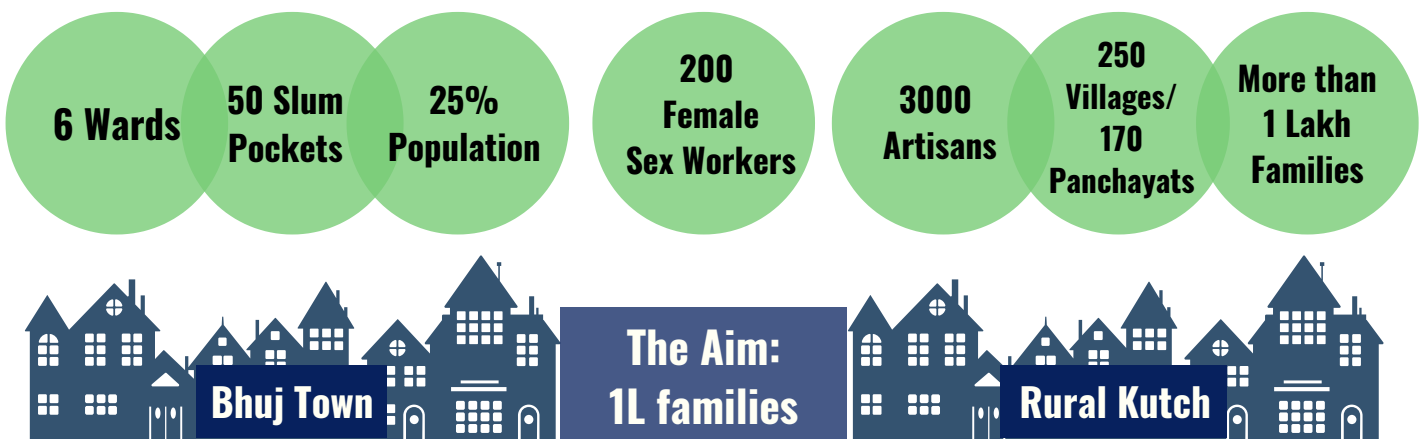 6 Wards
50 Slum
Pockets
25%
Population
200
Female
Sex Workers
3000
Artisans
250
Villages/
170
Panchayats
More than
1 Lakh
Families
Bhuj Town
The Aim:
1L families
Rural Kutch